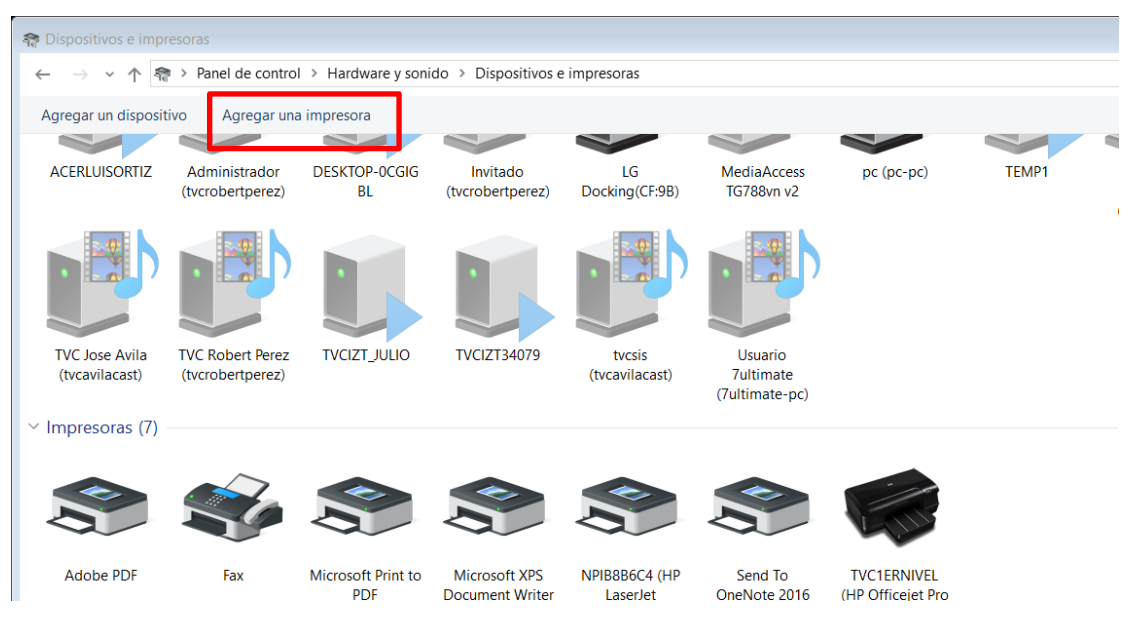 Dispositivos e impresoras
Panel de control > Hardware y sonido > Dispositivos e impresoras
Agregar un dispositivo Agregar una impresora
ACERLUISORTIZ
Administrador
(tvcrobertperez)
DESKTOP-0CGIG
BL
Invitado
(tvcrobertperez)
LG
Docking(CF:9B)
MediaAccess
TG788vn v2
pc (pc-pc)
TEMP1
TVC Jose Avila
(tvcavilacast)
TVC Robert Perez
(tvcrobertperez)
TVCIZT_JULIO
TVCIZT34079
tvcsis
(tvcavilacast)
Usuario
7ultimate
(7ultimate-pc)
Impresoras (7)
Adobe PDF
Fax
Microsoft Print to
PDF
Microsoft XPS
Document Writer
NPIB8B6C4 (HP
LaserJet
Send To
OneNote 2016
TVC1ERNIVEL
(HP Officejet Pro